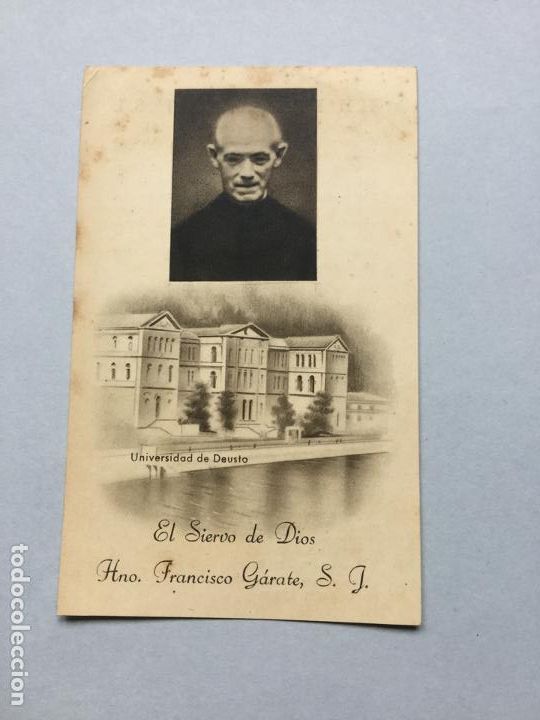 Universidad de Deusto
El Siervo de Dios
Hno. Francisco Gárate, S. J.
todocoleccion